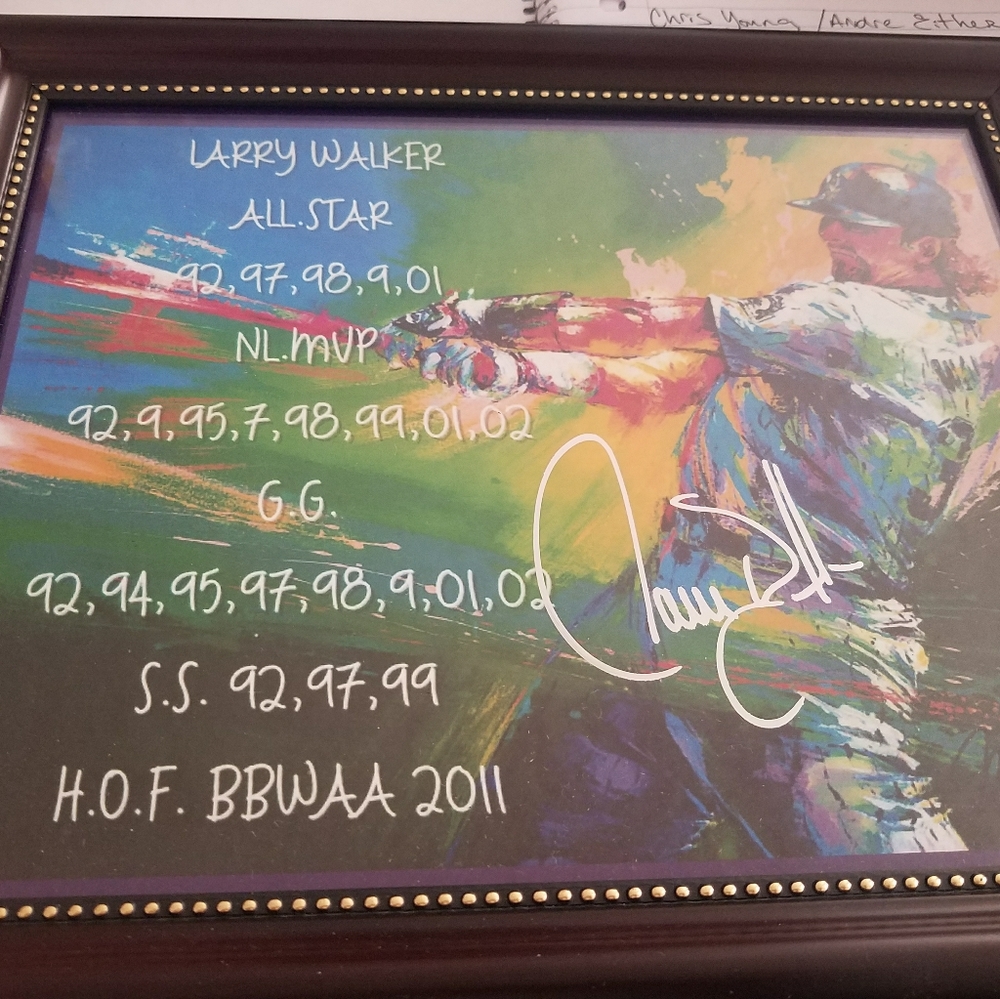 Chris Young / Andre Eithe
LARRY WALKER
ALL.STAR
92,97,98,9,01
NL.MVP
92,9,95,7,98,99,01,02
G.G.
92,94,95,97,98,9,01,02
S.S. 92,97,99
H.O.F. BBWAA 2011